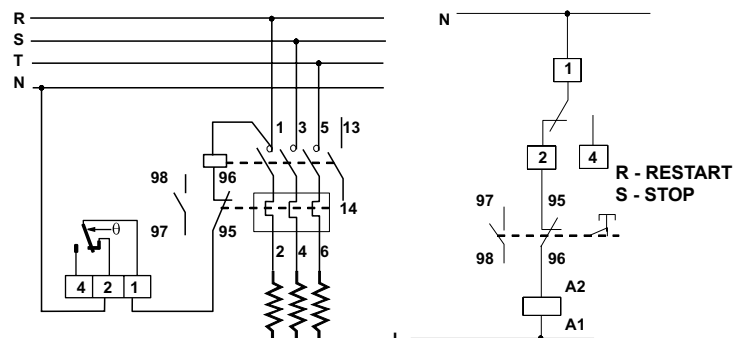 R
S
T
N
1 3 5 13
98 96
14
97 95
θ
2 4 6
4 2 1
N
1
2 4
R - RESTART
S - STOP
97 95
98 96
A2
A1